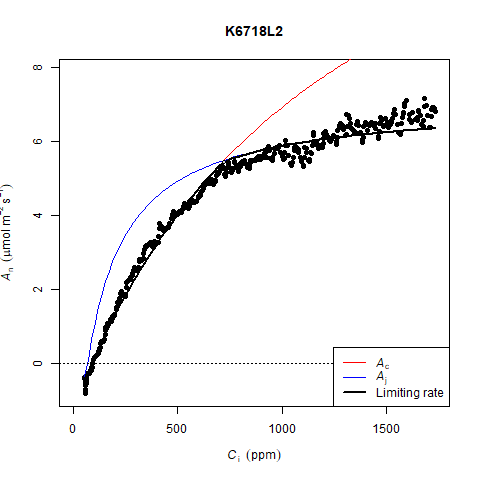 K6718L2
8
6
4
2
0
Aₙ (μmol m⁻² s⁻¹)
A_c
A_j
Limiting rate
0 500 1000 1500
C_i (ppm)